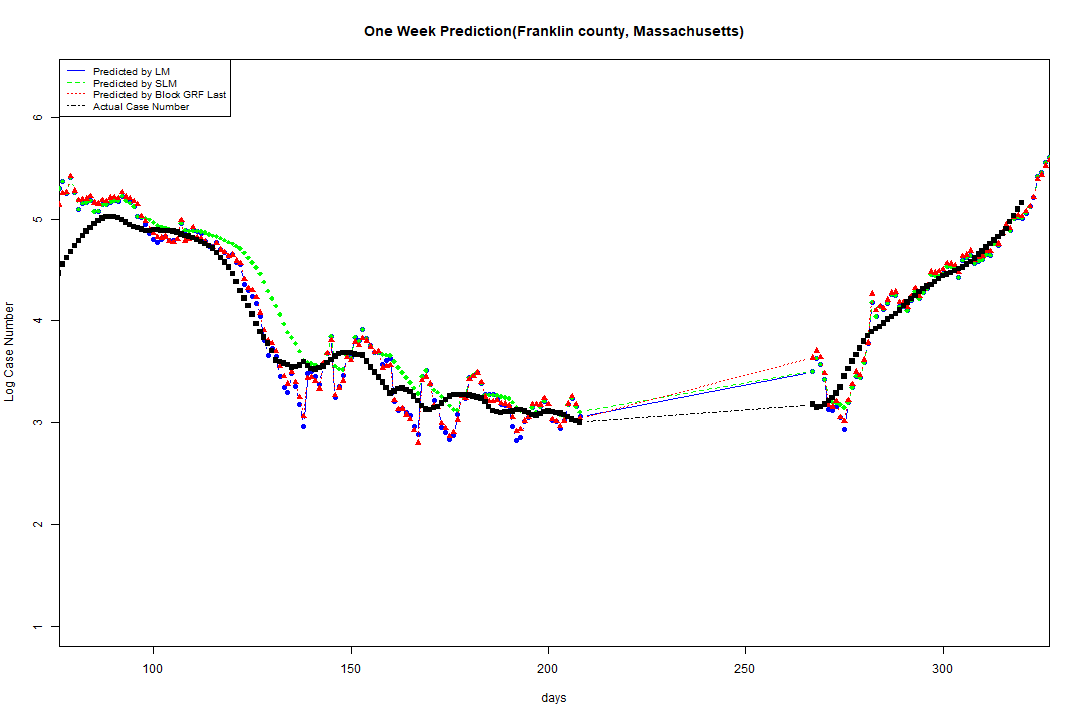 One Week Prediction(Franklin county, Massachusetts)
Predicted by LM
Predicted by SLM
Predicted by Block GRF Last
Actual Case Number
6
5
4
3
2
1
Log Case Number
100
150
200
250
300
days